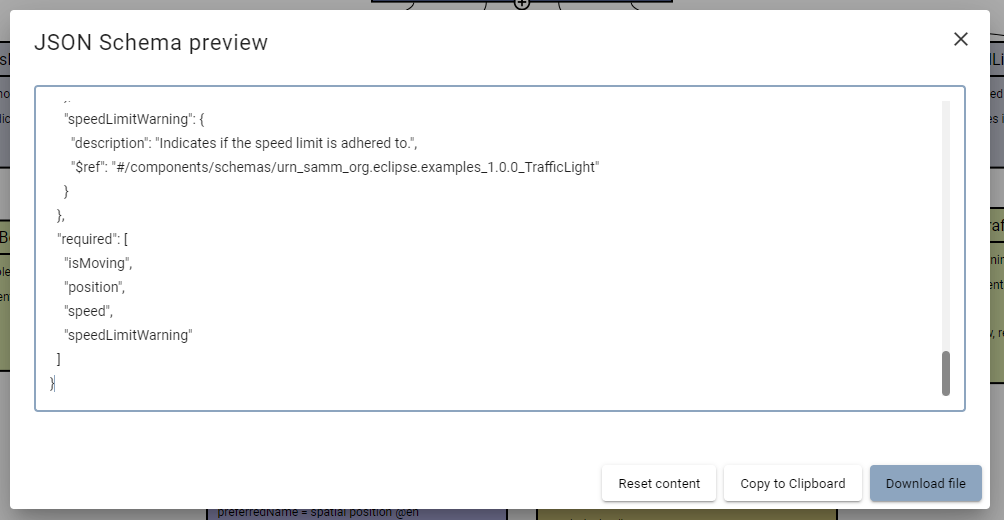 JSON Schema preview
},
"speedLimitWarning": {
"description": "Indicates if the speed limit is adhered to.",
"$ref": "#/components/schemas/urn_samm_org.eclipse.examples_1.0.0_TrafficLight"
}
},
"required": [
"isMoving",
"position",
"speed",
"speedLimitWarning"
]
}
Reset content
Copy to Clipboard
Download file
preferredName = spatial position @en